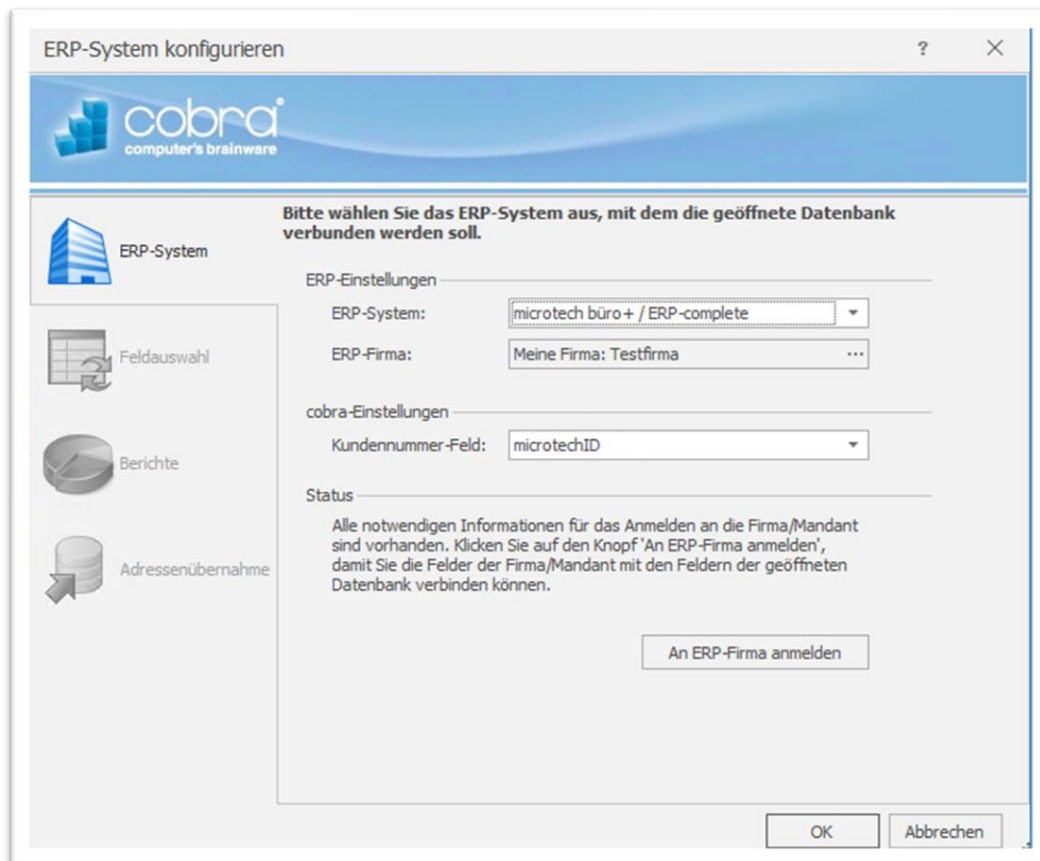 ERP-System konfigurieren
? ×
cobra®
computer's brainware
ERP-System
Feldauswahl
Berichte
Adressenübernahme
Bitte wählen Sie das ERP-System aus, mit dem die geöffnete Datenbank
verbunden werden soll.
ERP-Einstellungen
ERP-System: microtech büro+ / ERP-complete
ERP-Firma: Meine Firma: Testfirma ...
cobra-Einstellungen
Kundennummer-Feld: microtechID
Status
Alle notwendigen Informationen für das Anmelden an die Firma/Mandant
sind vorhanden. Klicken Sie auf den Knopf 'An ERP-Firma anmelden',
damit Sie die Felder der Firma/Mandant mit den Feldern der geöffneten
Datenbank verbinden können.
An ERP-Firma anmelden
OK Abbrechen